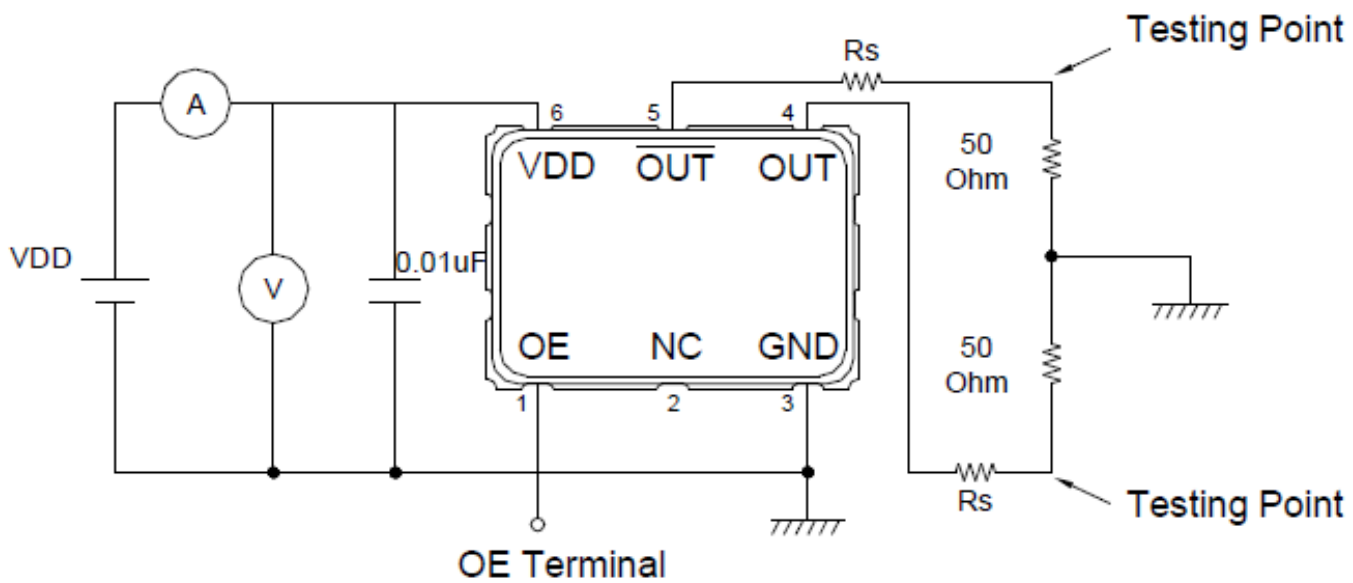 Testing Point
Rs
A
6
5
4
VDD
OUT
OUT
50
Ohm
VDD
0.01uF
V
OE
NC
GND
50
Ohm
1
2
3
Rs
Testing Point
OE Terminal